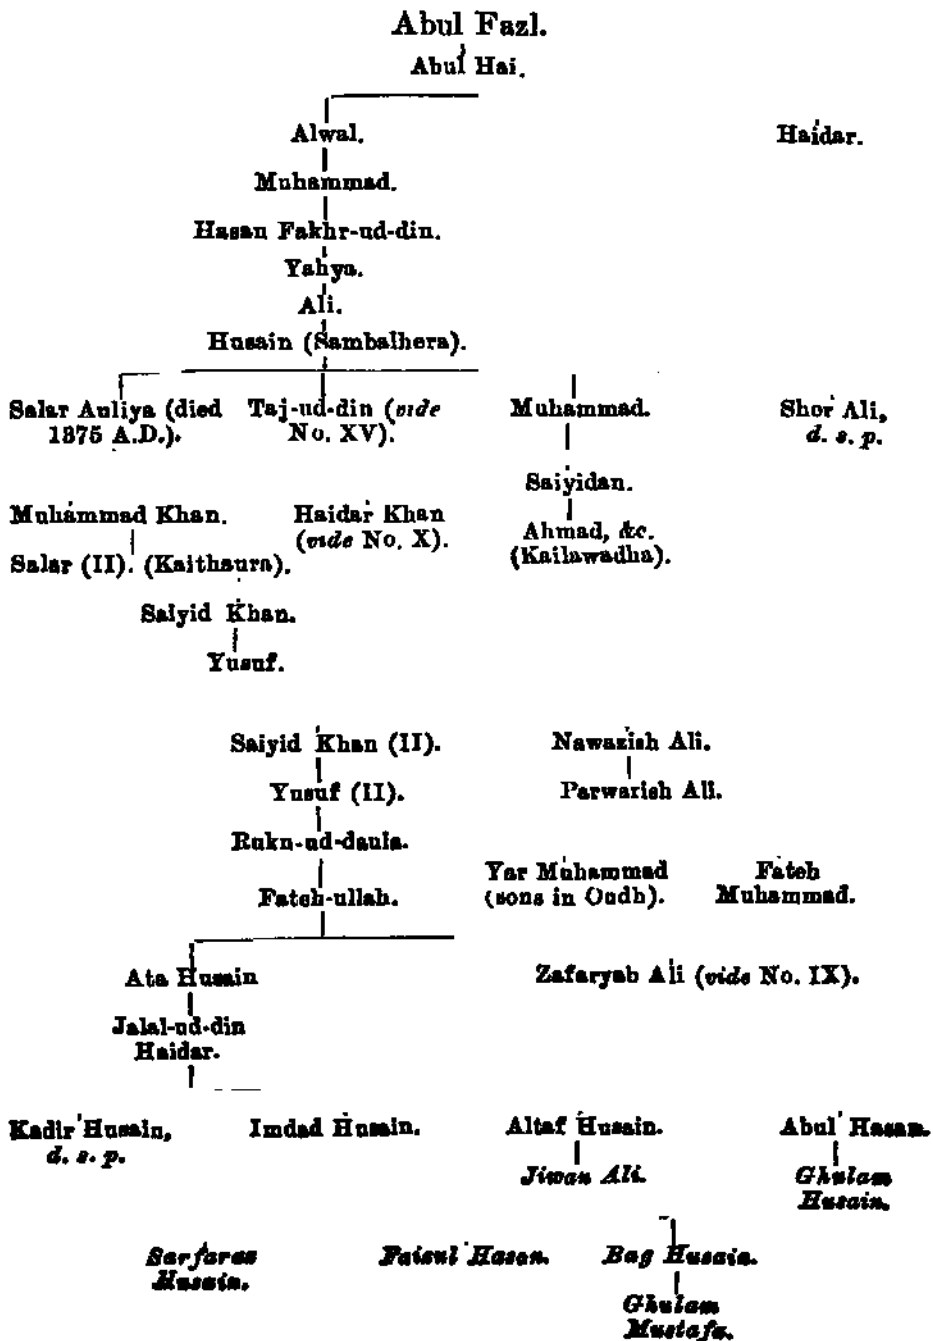 Abul Fazl.
Abul Hai.
Alwal. Haidar.
Muhammad.
Hasan Fakhr-ud-din.
Yahya.
Ali.
Husain (Sambalhera).
Salar Auliya (died Taj-ud-din (vide Muhammad. Sher Ali,
1375 A.D.). No. XV). d. s. p.
Saiyidan.
Muhammad Khan. Haidar Khan Ahmad, &c.
(vide No. X). (Kailawadha).
Salar (II). (Kaithaura).
Saiyid Khan.
Yusuf.
Saiyid Khan (II). Nawazish Ali.
Yusuf (II). Parwarish Ali.
Rukn-ud-daula.
Yar Muhammad Fateh
Fateh-ullah. (sons in Oudh). Muhammad.
Ata Husain Zafaryab Ali (vide No. IX).
Jalal-ud-din
Haidar.
Kadir Husain, Imdad Husain. Altaf Husain. Abul Hasan.
d. s. p. Jiwan Ali. Ghulam
Husain.
Sarfaraz Faizul Hasan. Bag Husain.
Husain. Ghulam
Mustafa.